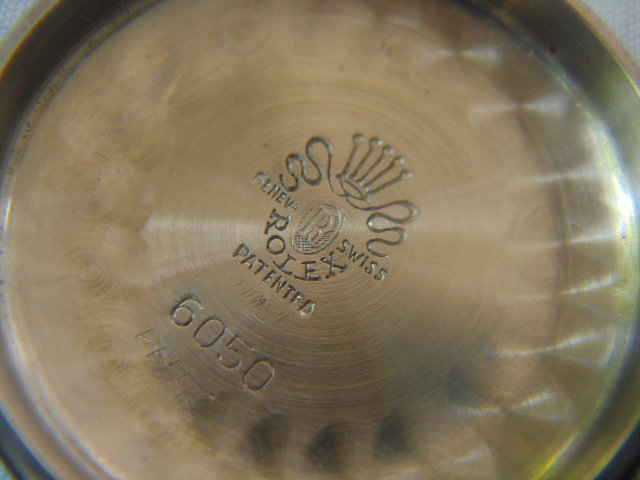 GENEVA
R
SWISS
ROLEX
PATENTED
6050